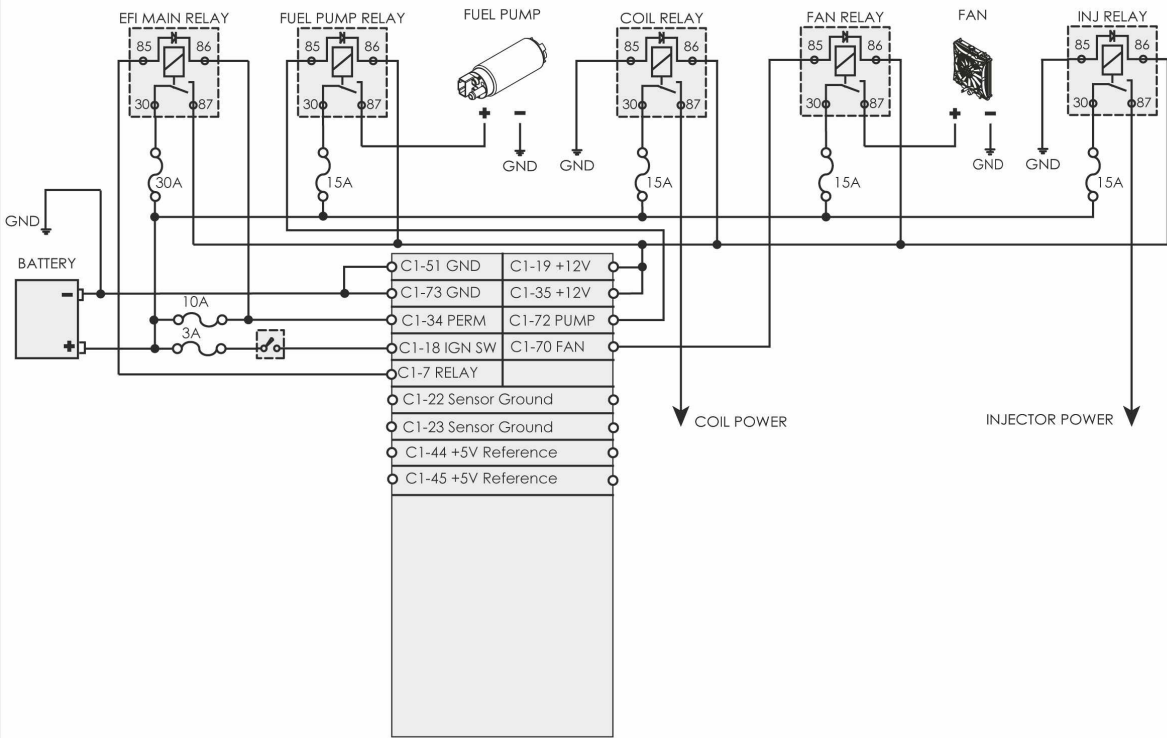 EFI MAIN RELAY
FUEL PUMP RELAY
FUEL PUMP
COIL RELAY
FAN RELAY
FAN
INJ RELAY
85 86
85 86
85 86
85 86
85 86
30 87
30 87
30 87
30 87
30 87
+ -
+ -
GND
GND
GND
GND
30A
15A
15A
15A
15A
GND
BATTERY
-
+
10A
3A
C1-51 GND C1-19 +12V
C1-73 GND C1-35 +12V
C1-34 PERM C1-72 PUMP
C1-18 IGN SW C1-70 FAN
C1-7 RELAY
C1-22 Sensor Ground
C1-23 Sensor Ground
C1-44 +5V Reference
C1-45 +5V Reference
COIL POWER
INJECTOR POWER